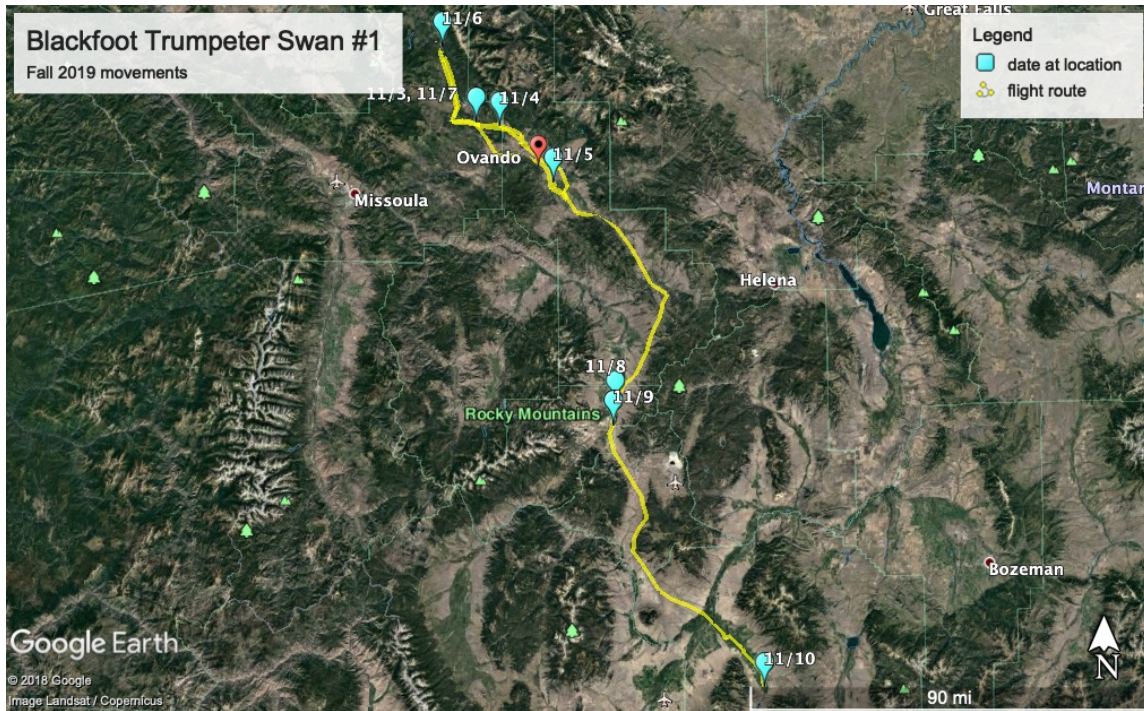 Blackfoot Trumpeter Swan #1
Fall 2019 movements
11/6
Great Falls
Legend
date at location
flight route
11/3, 11/7
11/4
Ovando
11/5
Missoula
Montan
Helena
11/8
11/9
Rocky Mountains
Bozeman
Google Earth
11/10
N
© 2018 Google
Image Landsat / Copernicus
90 mi